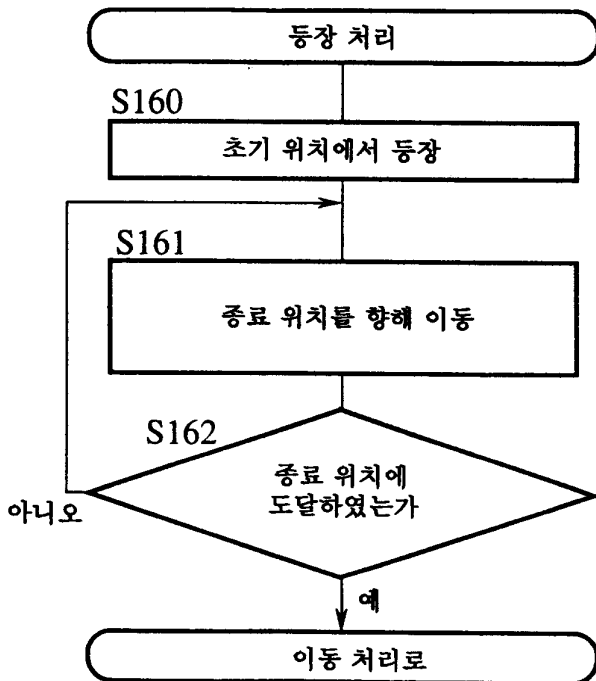 등장 처리
S160
초기 위치에서 등장
S161
종료 위치를 향해 이동
S162
종료 위치에
도달하였는가
아니오
예
이동 처리로